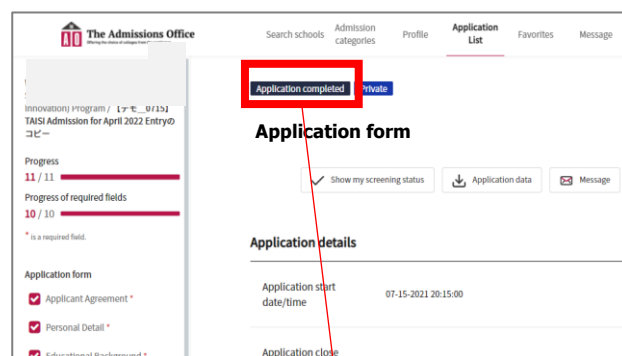 The Admissions Office
Search schools
Admission
categories
Profile
Application
List
Favorites
Message
Innovation) Program / 【デモ_0715】
TAISI Admission for April 2022 Entryの
コピー
Progress
11 / 11
Progress of required fields
10 / 10
* is a required field.
Application form
Applicant Agreement *
Personal Detail *
Educational Background *
Application completed
Private
Application form
Show my screening status
Application data
Message
Application details
Application start
date/time
07-15-2021 20:15:00
Application close